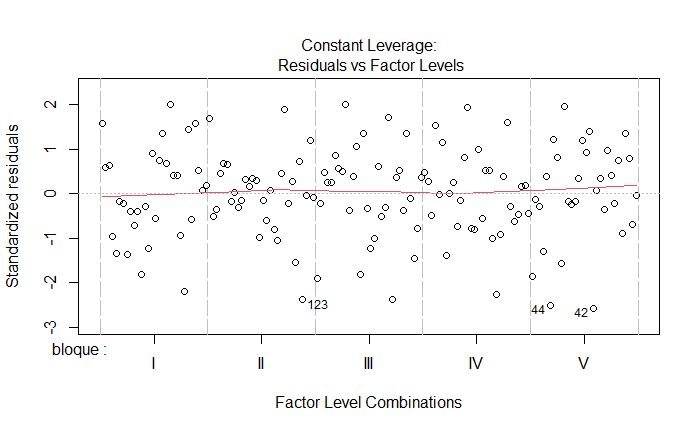 Constant Leverage:
Residuals vs Factor Levels
Standardized residuals
2
1
0
-1
-2
-3
123
44
42
bloque :
I
II
III
IV
V
Factor Level Combinations